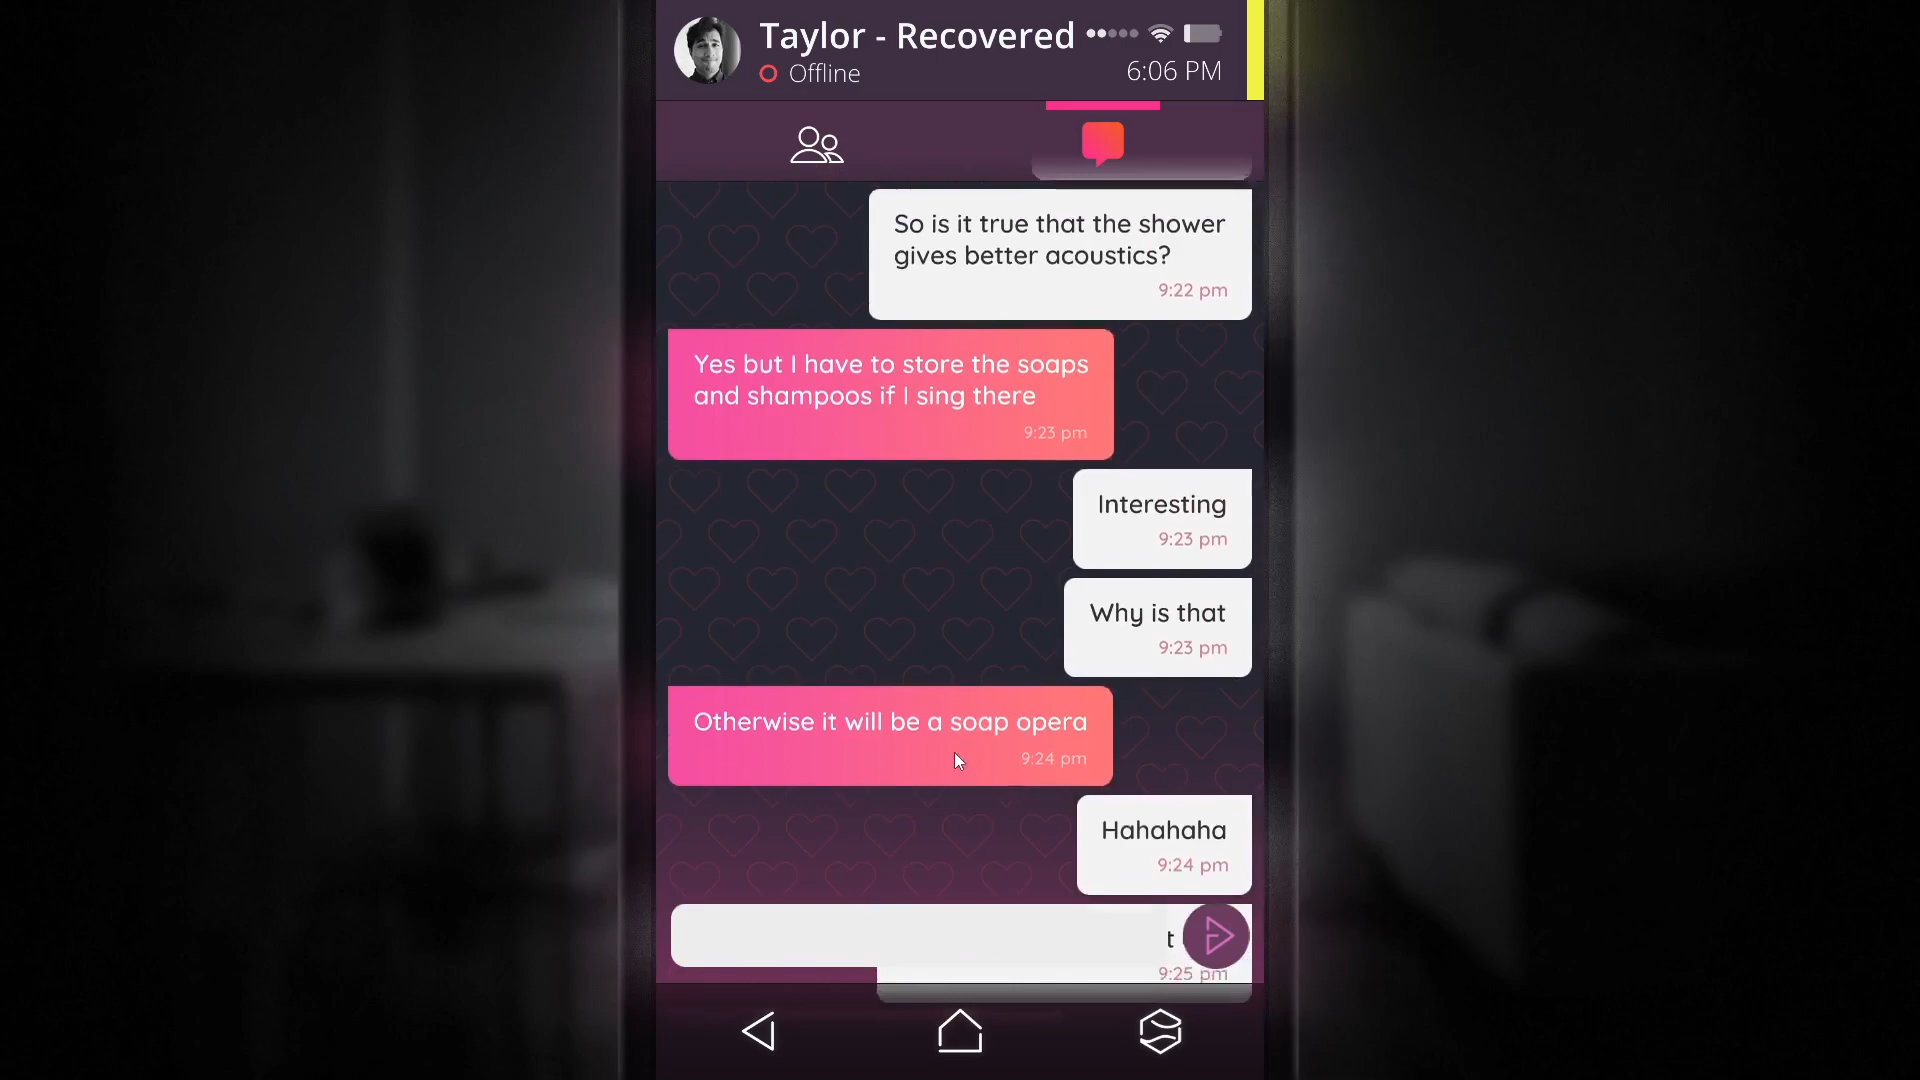 Taylor - Recovered
Offline
6:06 PM
So is it true that the shower
gives better acoustics?
9:22 pm
Yes but I have to store the soaps
and shampoos if I sing there
9:23 pm
Interesting
9:23 pm
Why is that
9:23 pm
Otherwise it will be a soap opera
9:24 pm
Hahahaha
9:24 pm
t
9:25 pm